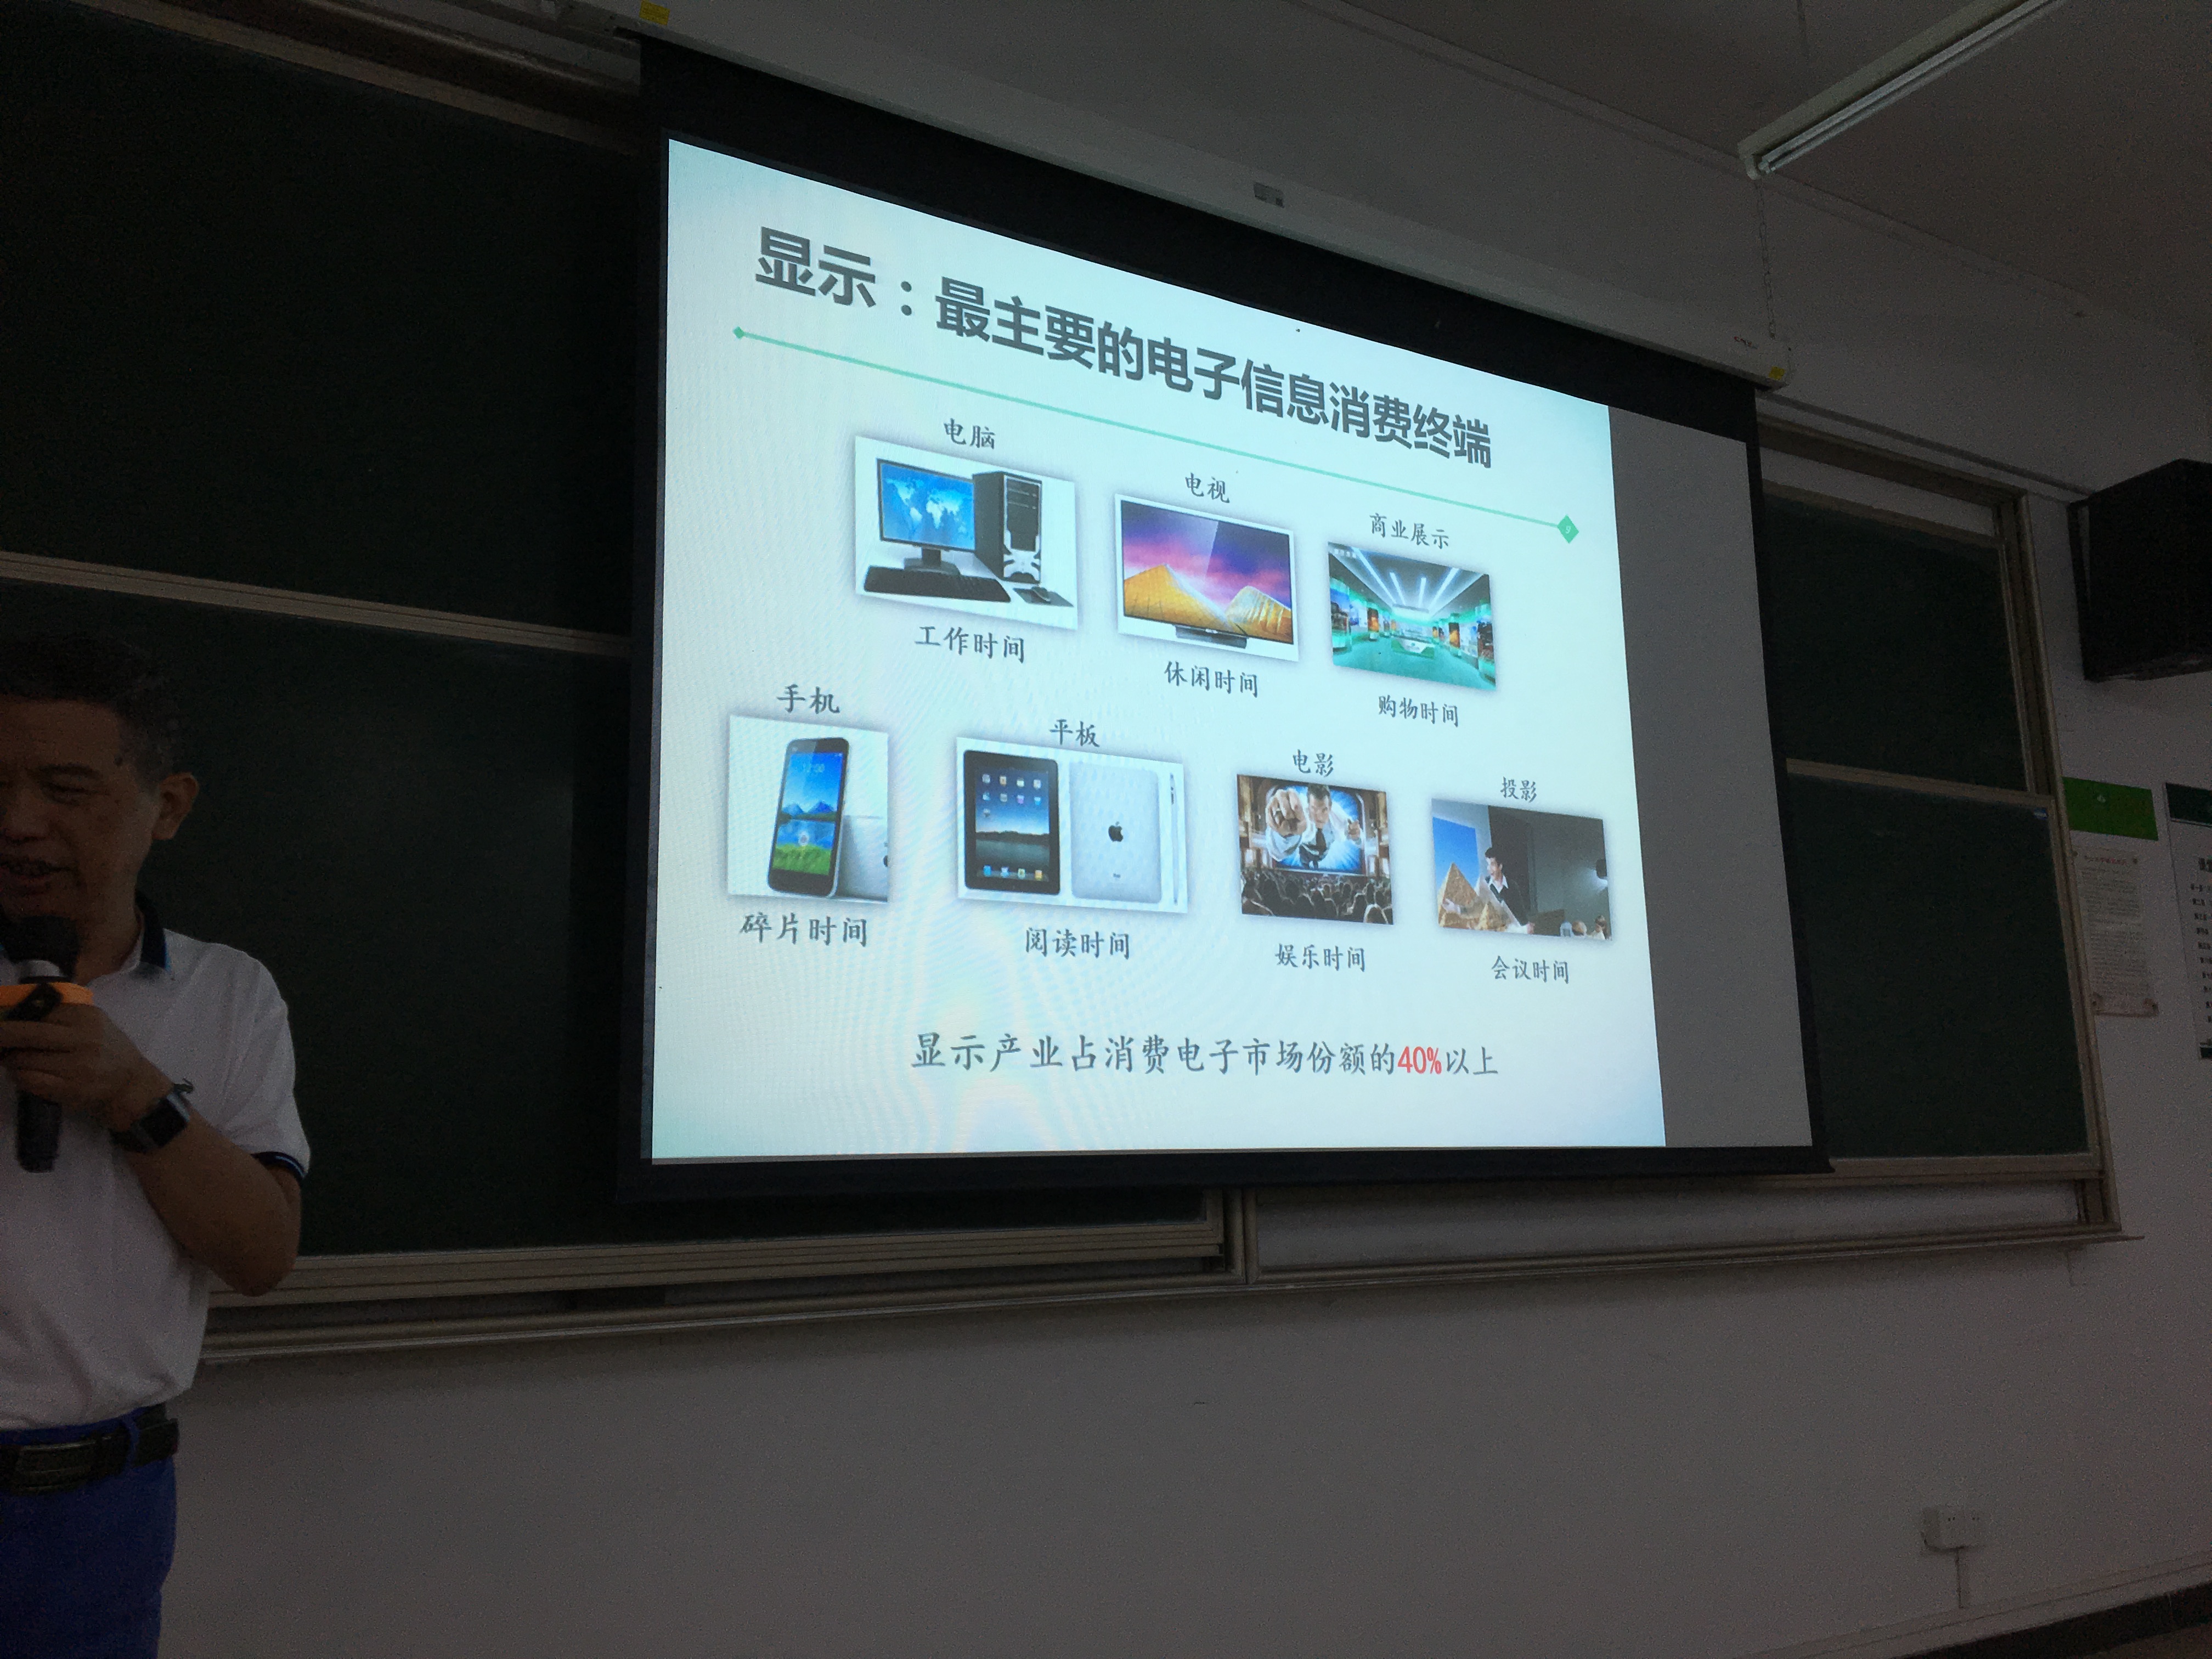 显示：最主要的电子信息消费终端
电脑
电视
商业展示
工作时间
休闲时间
购物时间
手机
平板
电影
投影
碎片时间
阅读时间
娱乐时间
会议时间
显示产业占消费电子市场份额的40%以上